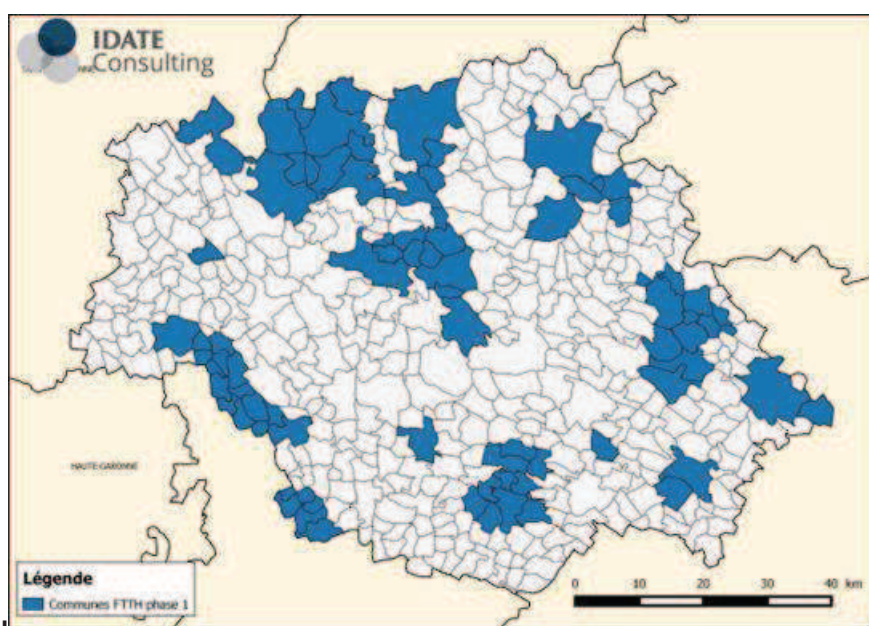 IDATE
Consulting
HAUTE-GARONNE
Légende
Communes FTTH phase 1
0 10 20 30 40 km